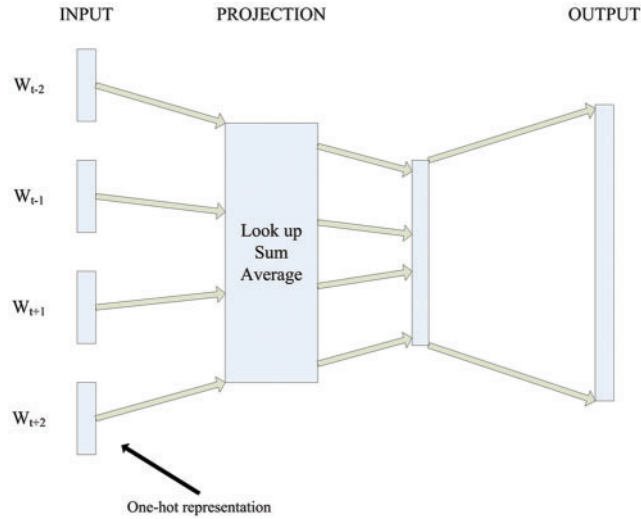 INPUT PROJECTION OUTPUT
Wt-2
Wt-1
Look up
Sum
Average
Wt+1
Wt+2
One-hot representation